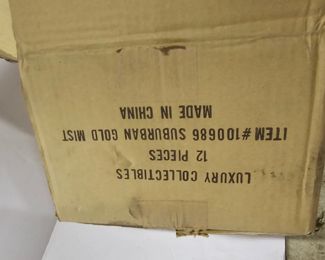 LUXURY COLLECTIBLES
12 PIECES
ITEM#100686 SUBURBAN GOLD MIST
MADE IN CHINA